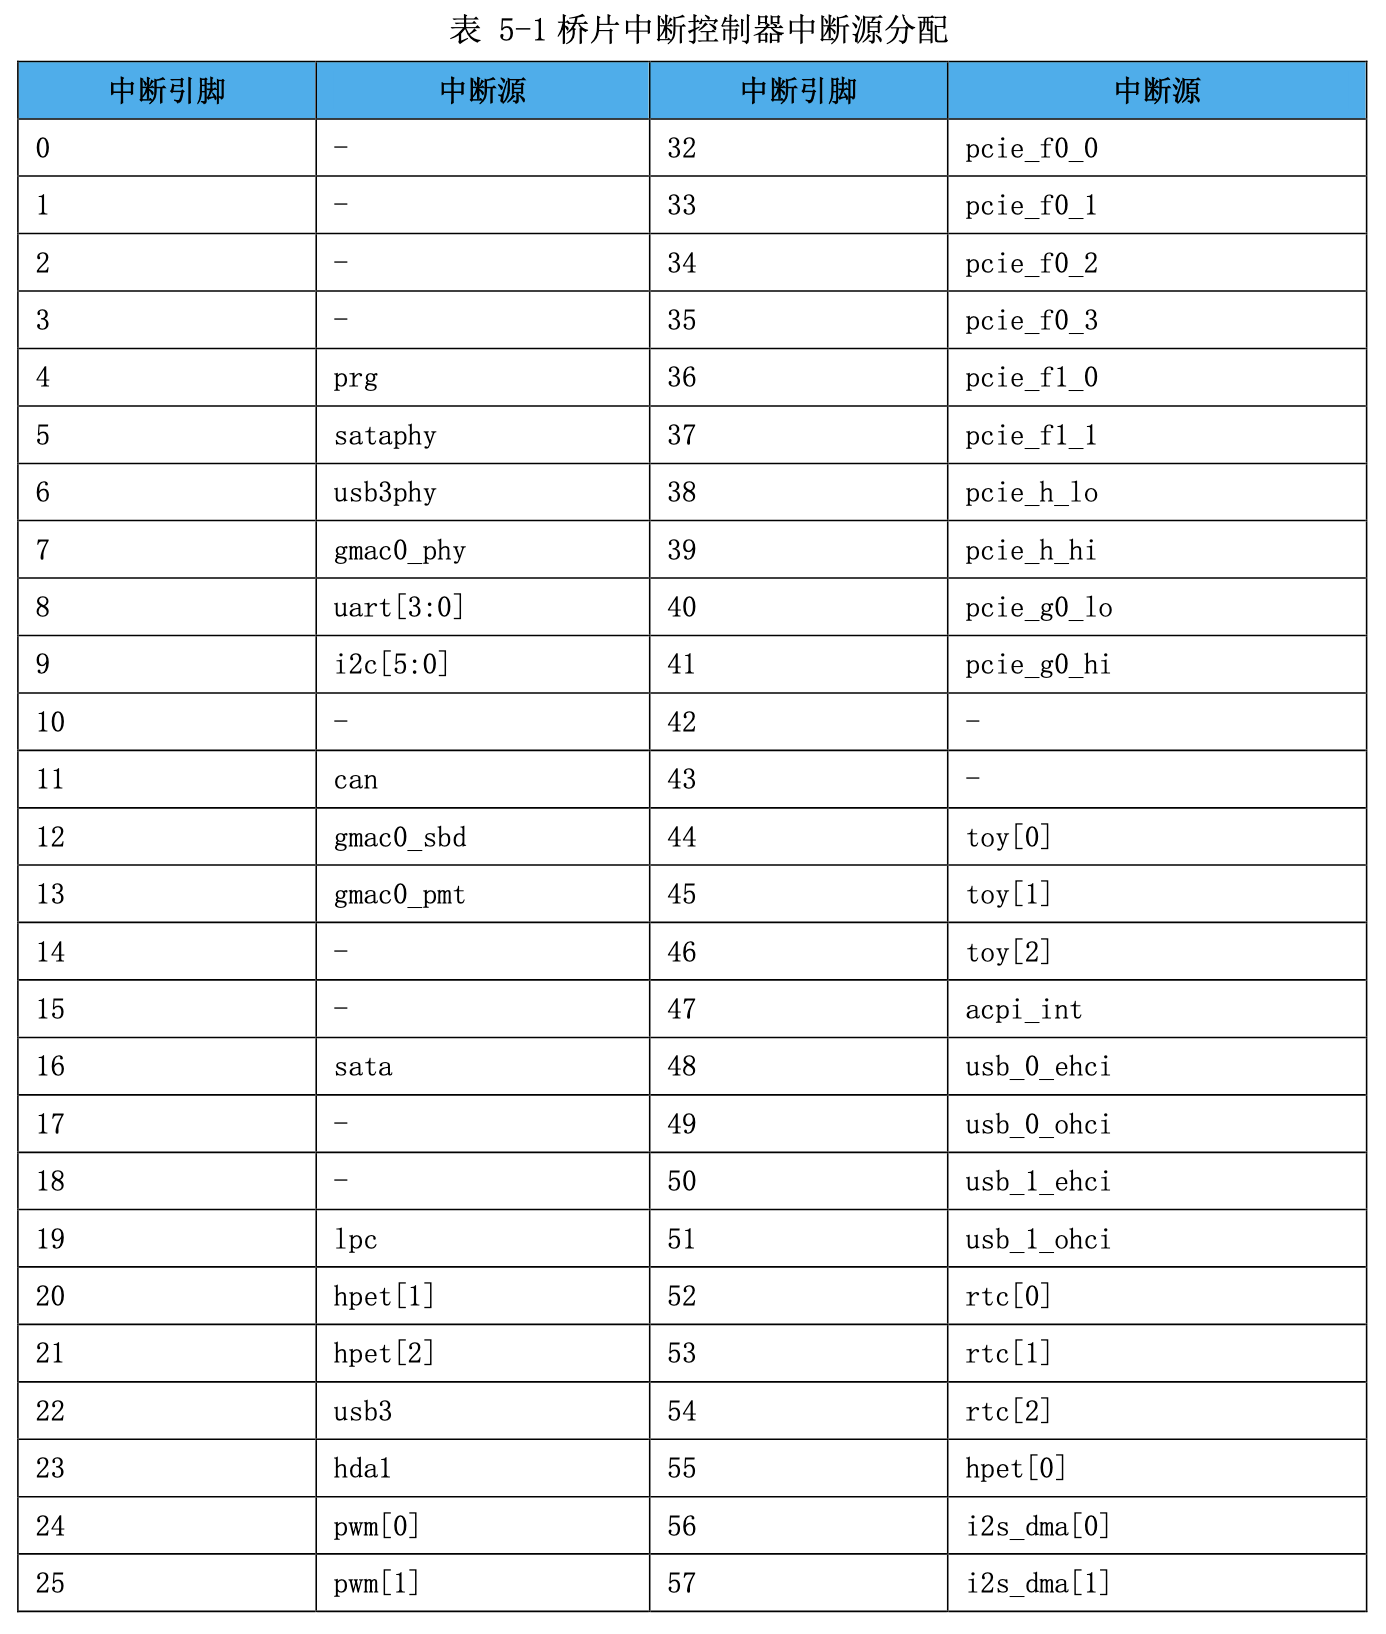 表 5-1 桥片中断控制器中断源分配
中断引脚 中断源 中断引脚 中断源
0 - 32 pcie_f0_0
1 - 33 pcie_f0_1
2 - 34 pcie_f0_2
3 - 35 pcie_f0_3
4 prg 36 pcie_f1_0
5 sataphy 37 pcie_f1_1
6 usb3phy 38 pcie_h_lo
7 gmac0_phy 39 pcie_h_hi
8 uart[3:0] 40 pcie_g0_lo
9 i2c[5:0] 41 pcie_g0_hi
10 - 42 -
11 can 43 -
12 gmac0_sbd 44 toy[0]
13 gmac0_pmt 45 toy[1]
14 - 46 toy[2]
15 - 47 acpi_int
16 sata 48 usb_0_ehci
17 - 49 usb_0_ohci
18 - 50 usb_1_ehci
19 lpc 51 usb_1_ohci
20 hpet[1] 52 rtc[0]
21 hpet[2] 53 rtc[1]
22 usb3 54 rtc[2]
23 hda1 55 hpet[0]
24 pwm[0] 56 i2s_dma[0]
25 pwm[1] 57 i2s_dma[1]